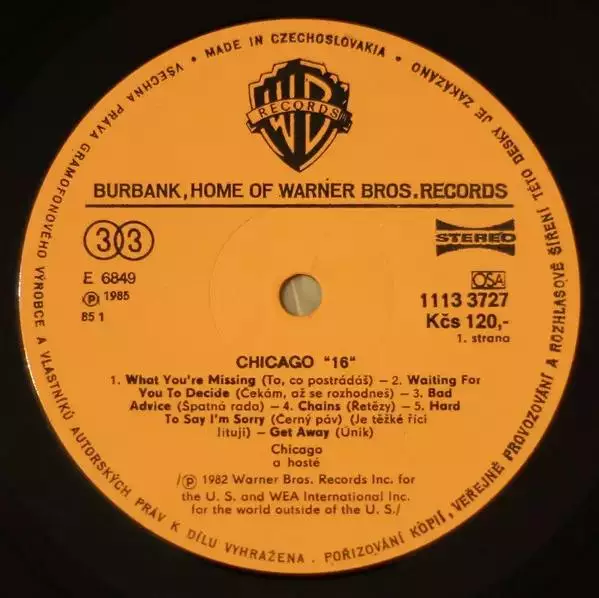 • MADE IN CZECHOSLOVAKIA •
VŠECHNA PRÁVA GRAMOFONOVÉHO VÝROBCE A VLASTNÍKŮ AUTORSKÝCH PRÁV K DÍLU VYHRAŽENA. POŘIZOVÁNÍ KÓPIÍ, VEŘEJNÉ PROVOZOVÁNÍ A ROZHLASOVÉ ŠÍŘENÍ TÉTO DESKY JE ZAKÁZÁNO
WB
RECORDS
BURBANK, HOME OF WARNER BROS. RECORDS
33
STEREO
E 6849
OSA
Ⓟ 1985
1113 3727
85 1
Kčs 120,-
1. strana
CHICAGO "16"
1. What You're Missing (To, co postrádáš) – 2. Waiting For
You To Decide (Čekám, až se rozhodneš) – 3. Bad
Advice (Špatná rada) – 4. Chains (Řetězy) – 5. Hard
To Say I'm Sorry (Černý páv) (Je těžké říci
lituji) – Get Away (Únik)
Chicago
a hosté
/Ⓟ 1982 Warner Bros. Records Inc. for
the U. S. and WEA International Inc.
for the world outside of the U. S./